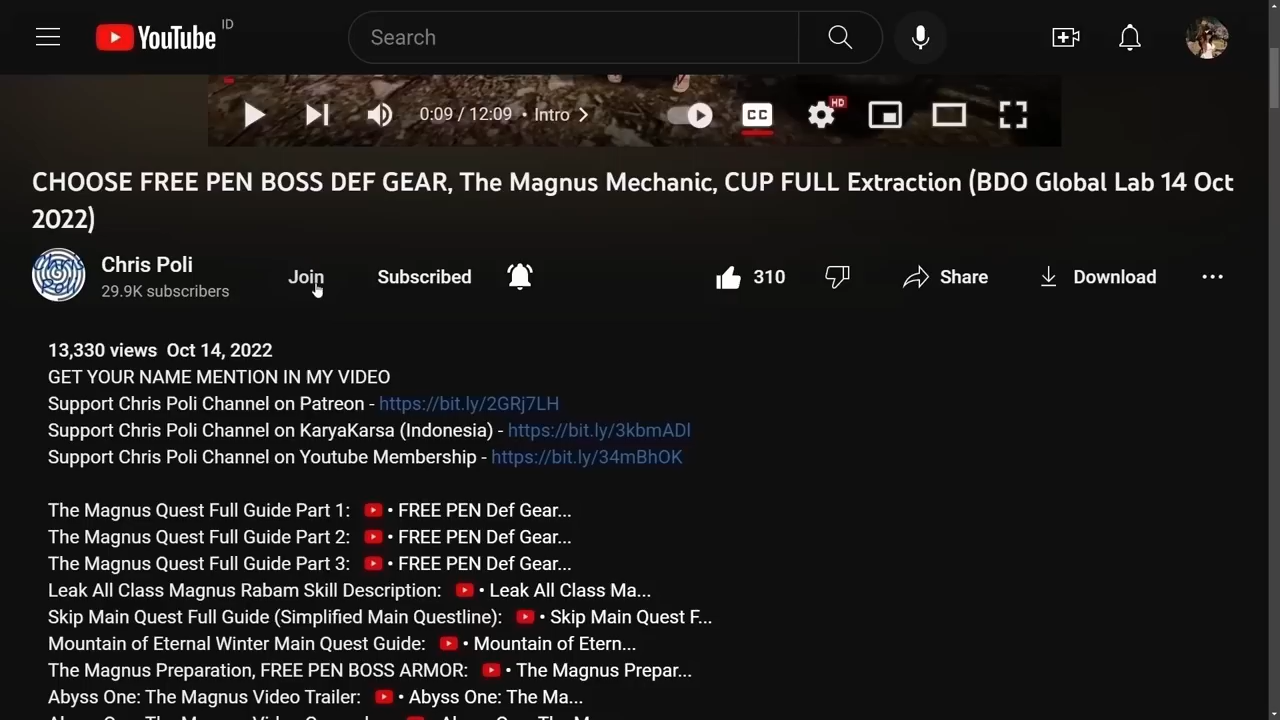 YouTube ID
Search
0:09 / 12:09 • Intro
CC
HD
CHOOSE FREE PEN BOSS DEF GEAR, The Magnus Mechanic, CUP FULL Extraction (BDO Global Lab 14 Oct
2022)
Chris Poli
Chris Poli
29.9K subscribers
Join
Subscribed
310
Share
Download
13,330 views Oct 14, 2022
GET YOUR NAME MENTION IN MY VIDEO
Support Chris Poli Channel on Patreon - https://bit.ly/2GRj7LH
Support Chris Poli Channel on KaryaKarsa (Indonesia) - https://bit.ly/3kbmADl
Support Chris Poli Channel on Youtube Membership - https://bit.ly/34mBhOK
The Magnus Quest Full Guide Part 1: • FREE PEN Def Gear...
The Magnus Quest Full Guide Part 2: • FREE PEN Def Gear...
The Magnus Quest Full Guide Part 3: • FREE PEN Def Gear...
Leak All Class Magnus Rabam Skill Description: • Leak All Class Ma...
Skip Main Quest Full Guide (Simplified Main Questline): • Skip Main Quest F...
Mountain of Eternal Winter Main Quest Guide: • Mountain of Etern...
The Magnus Preparation, FREE PEN BOSS ARMOR: • The Magnus Prepar...
Abyss One: The Magnus Video Trailer: • Abyss One: The Ma...